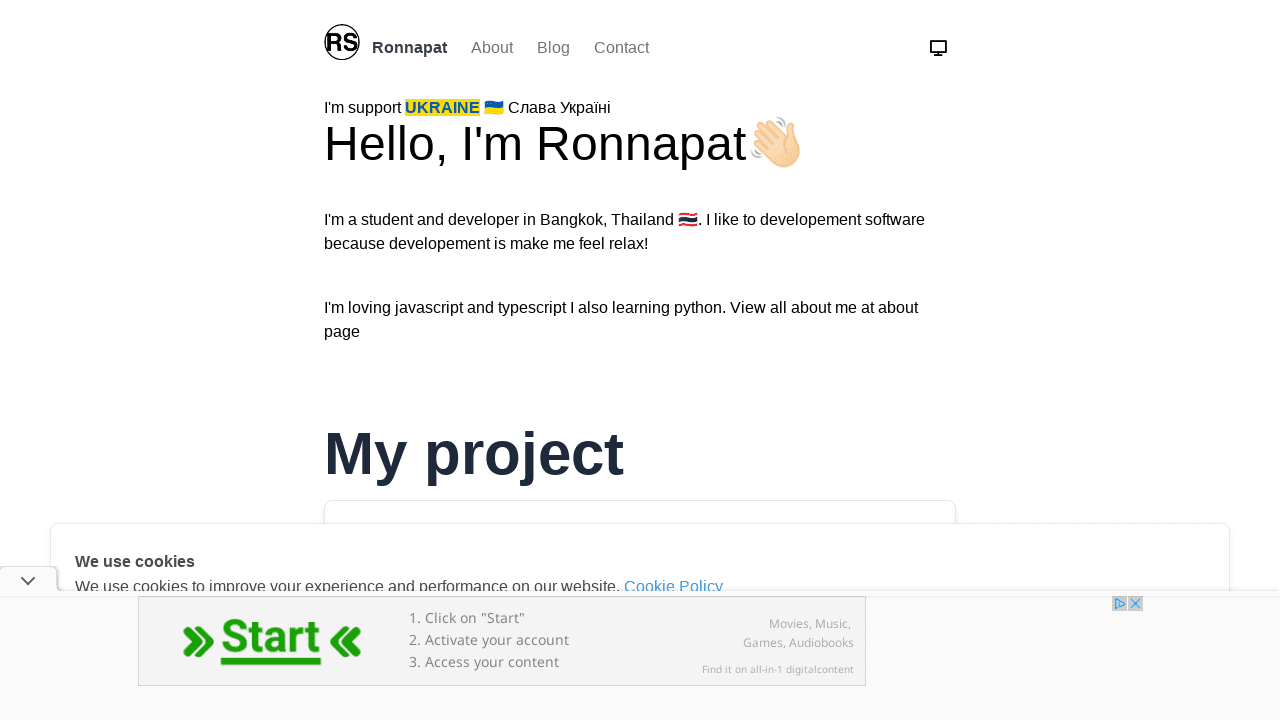 RS Ronnapat About Blog Contact
I'm support UKRAINE 🇺🇦 Слава Україні
Hello, I'm Ronnapat👋🏻
I'm a student and developer in Bangkok, Thailand 🇹🇭. I like to developement software
because developement is make me feel relax!
I'm loving javascript and typescript I also learning python. View all about me at about
page
My project
We use cookies
We use cookies to improve your experience and performance on our website. Cookie Policy
Start
1. Click on "Start"
2. Activate your account
3. Access your content
Movies, Music,
Games, Audiobooks
Find it on all-in-1 digitalcontent